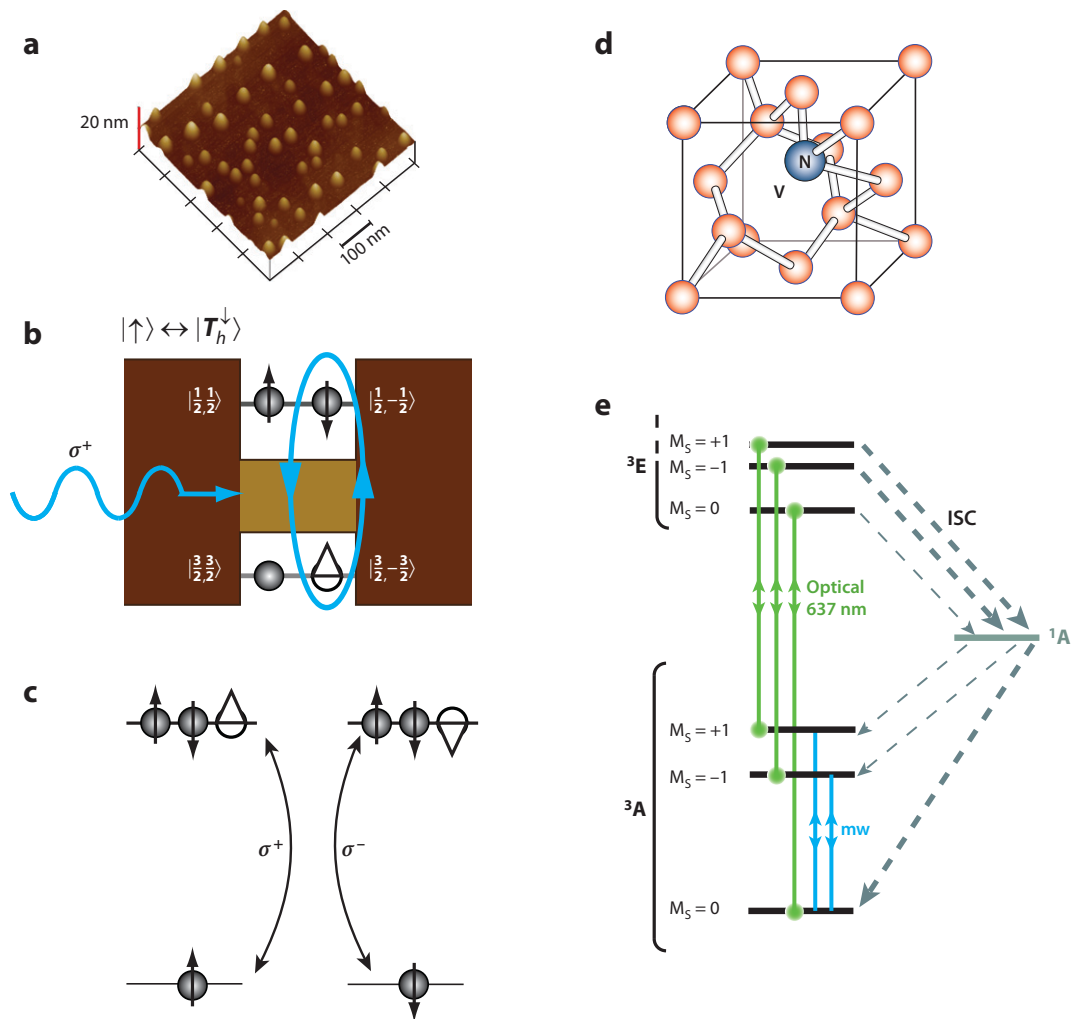 a
20 nm
100 nm
b
|↑⟩ ↔ |T_h^↓⟩
|1/2, 1/2⟩
|1/2, −1/2⟩
σ+
|3/2, 3/2⟩
|3/2, −3/2⟩
c
σ+
σ−
d
N
V
e
³E
M_S = +1
M_S = −1
M_S = 0
ISC
Optical
637 nm
¹A
³A
M_S = +1
M_S = −1
mw
M_S = 0